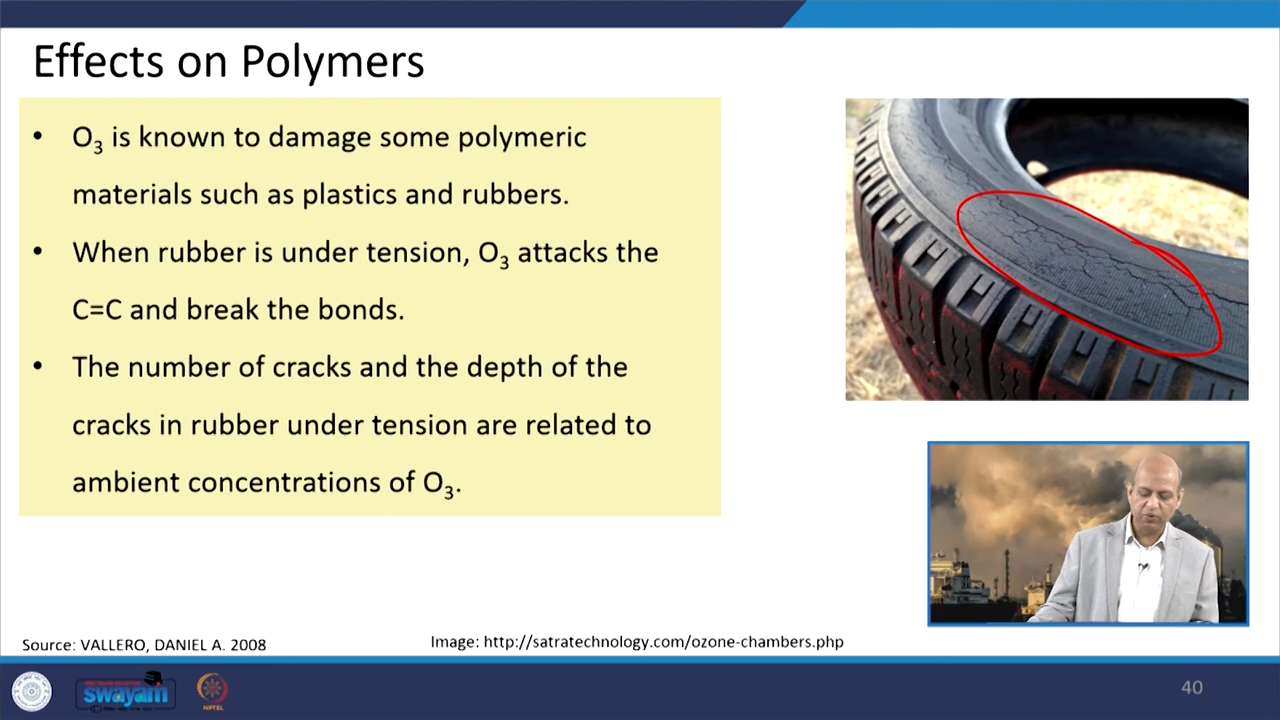 Effects on Polymers
• O₃ is known to damage some polymeric
materials such as plastics and rubbers.
• When rubber is under tension, O₃ attacks the
C=C and break the bonds.
• The number of cracks and the depth of the
cracks in rubber under tension are related to
ambient concentrations of O₃.
Source: VALLERO, DANIEL A. 2008
Image: http://satratechnology.com/ozone-chambers.php
swayam
NPTEL
40